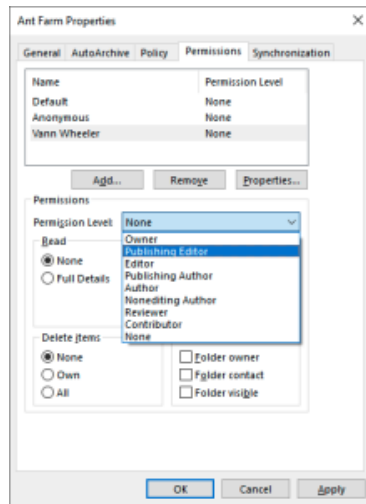 Ant Farm Properties
General AutoArchive Policy Permissions Synchronization
Name Permission Level
Default None
Anonymous None
Vann Wheeler None
Add... Remove Properties...
Permissions
Permission Level: None
Read
Owner
None
Publishing Editor
Editor
Full Details
Publishing Author
Author
Nonediting Author
Reviewer
Contributor
Delete items
None
None
Folder owner
Own
Folder contact
All
Folder visible
OK Cancel Apply